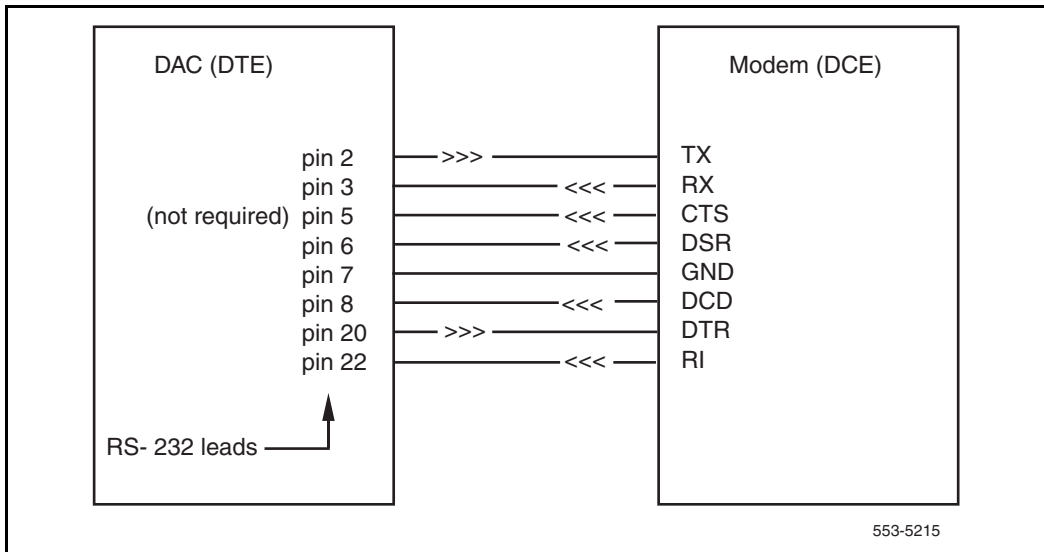 DAC (DTE) Modem (DCE)
pin 2 >>> TX
pin 3 <<< RX
(not required) pin 5 <<< CTS
pin 6 <<< DSR
pin 7 GND
pin 8 <<< DCD
pin 20 >>> DTR
pin 22 <<< RI
RS- 232 leads
553-5215